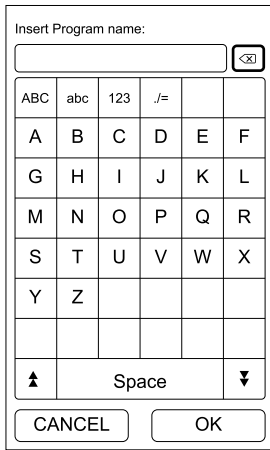 Insert Program name:
ABC abc 123 ./=
A B C D E F
G H I J K L
M N O P Q R
S T U V W X
Y Z
Space
CANCEL OK